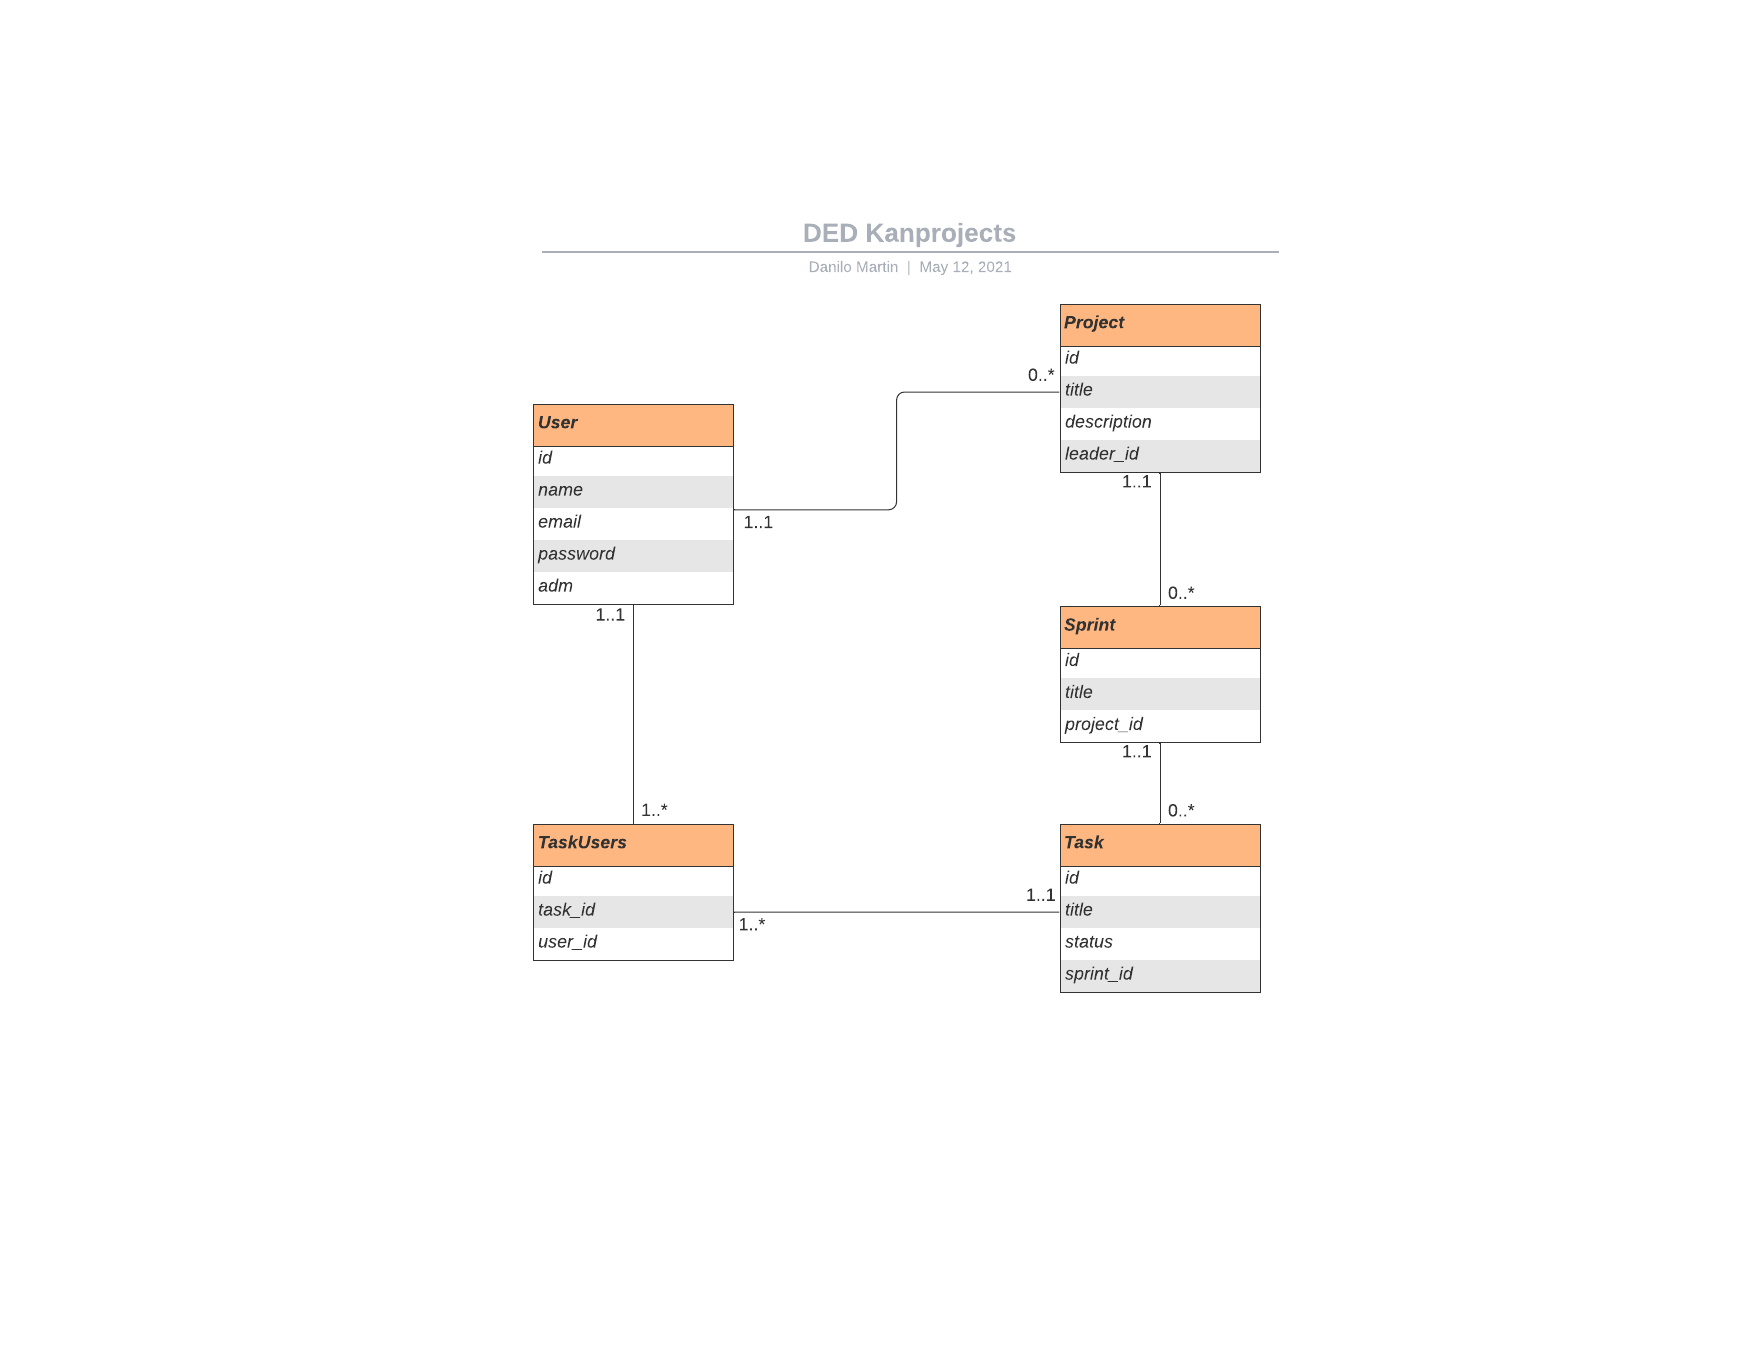 DED Kanprojects
Danilo Martin | May 12, 2021
Project
id
title
description
leader_id
0..*
1..1
User
id
name
email
password
adm
1..1
1..1
0..*
Sprint
id
title
project_id
1..1
1..*
0..*
TaskUsers
id
task_id
user_id
1..*
1..1
Task
id
title
status
sprint_id